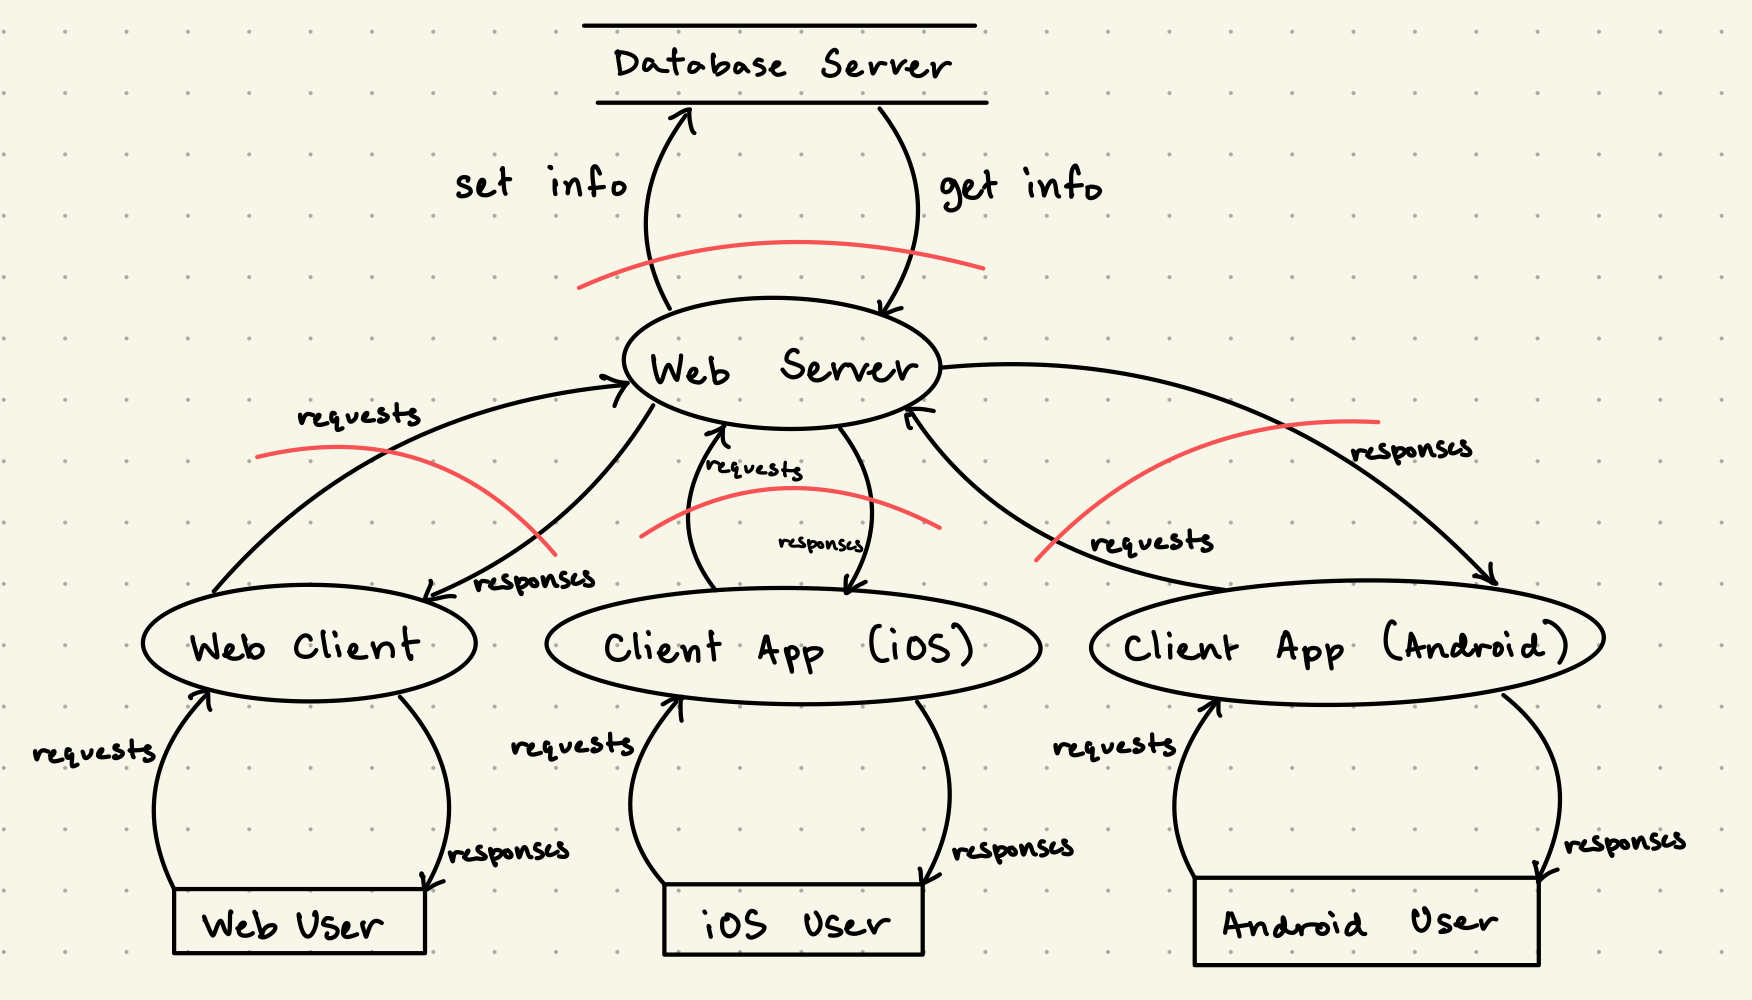 Database Server
set info
get info
Web Server
requests
responses
requests
responses
requests
responses
Web Client
Client App (iOS)
Client App (Android)
requests
responses
requests
responses
requests
responses
Web User
iOS User
Android User